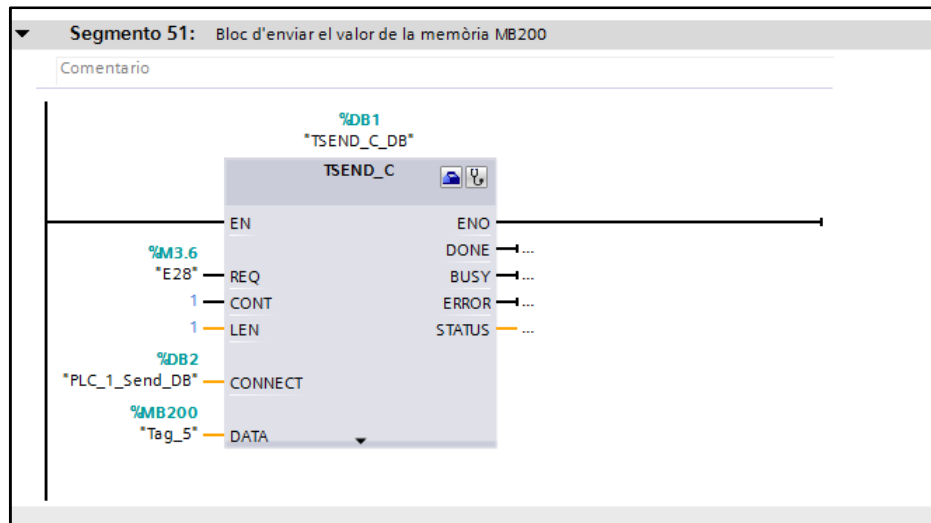 Segmento 51: Bloc d'enviar el valor de la memòria MB200
Comentario
%DB1
"TSEND_C_DB"
TSEND_C
EN ENO
%M3.6 DONE ...
"E28" REQ BUSY ...
1 CONT ERROR ...
1 LEN STATUS ...
%DB2
"PLC_1_Send_DB" CONNECT
%MB200
"Tag_5" DATA